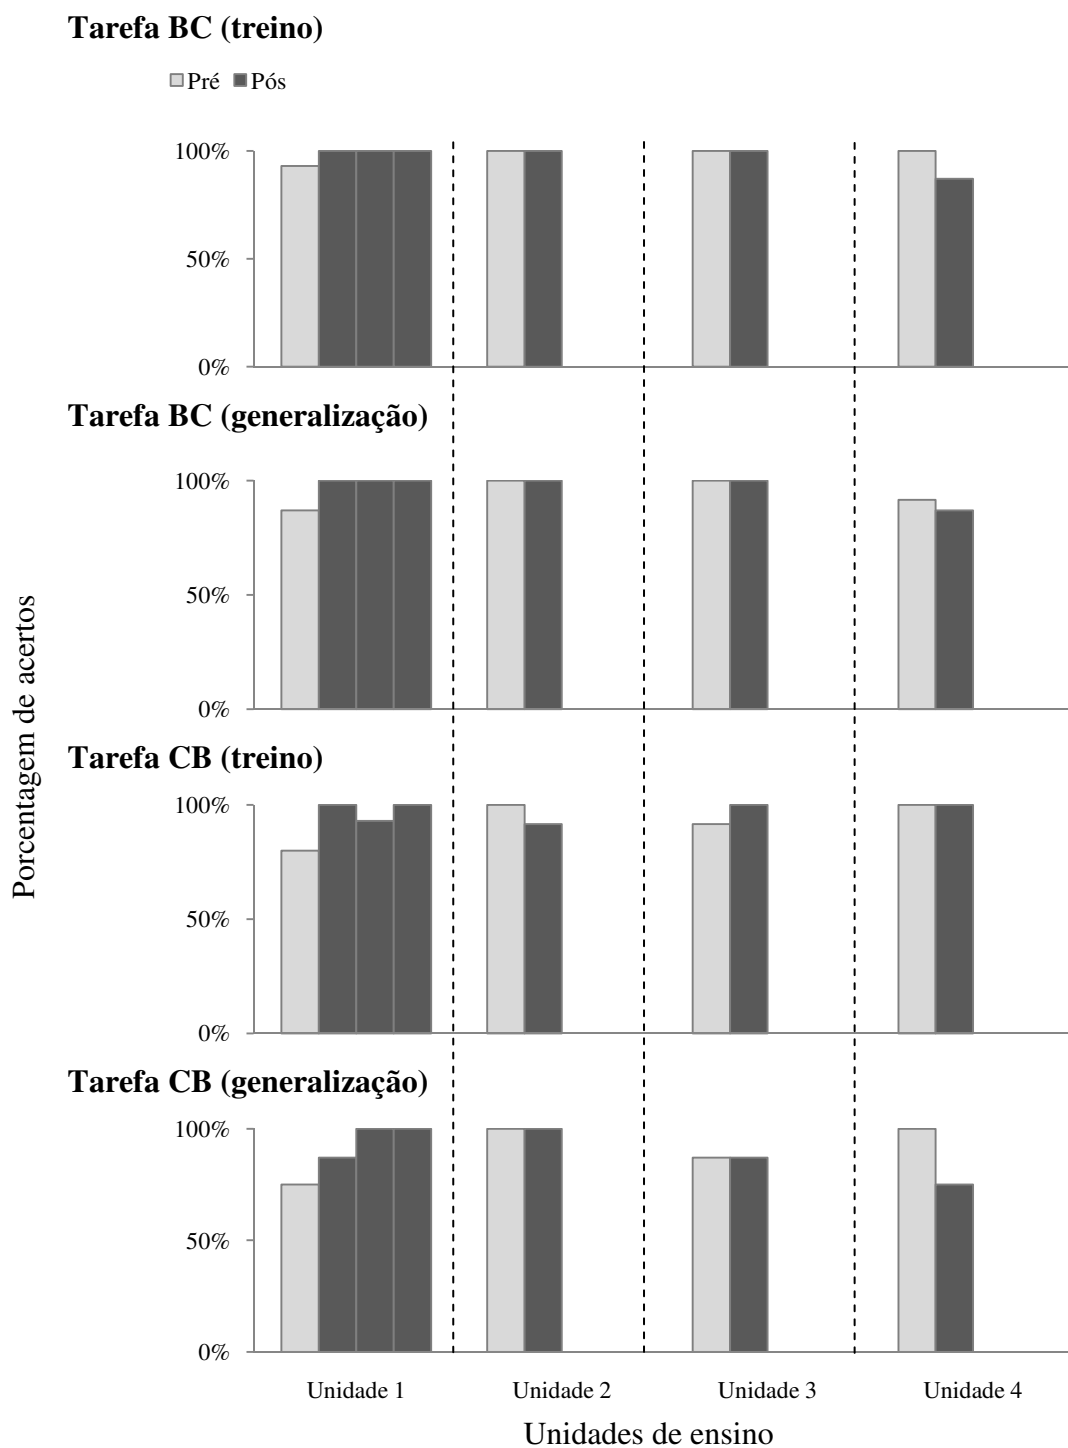 Tarefa BC (treino)
Pré Pós
100%
50%
0%
Tarefa BC (generalização)
100%
50%
0%
Tarefa CB (treino)
100%
50%
0%
Tarefa CB (generalização)
100%
50%
0%
Porcentagem de acertos
Unidade 1 Unidade 2 Unidade 3 Unidade 4
Unidades de ensino